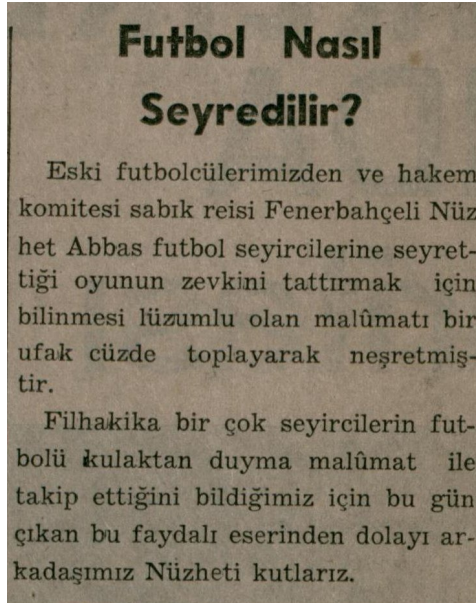 Futbol Nasıl
Seyredilir?
Eski futbolcülerimizden ve hakem
komitesi sabık reisi Fenerbahçeli Nüz
het Abbas futbol seyircilerine seyret-
tiği oyunun zevkini tattırmak için
bilinmesi lüzumlu olan malûmatı bir
ufak cüzde toplayarak neşretmiş-
tir.
Filhakika bir çok seyircilerin fut-
bolü kulaktan duyma malûmat ile
takip ettiğini bildiğimiz için bu gün
çıkan bu faydalı eserinden dolayı ar-
kadaşımız Nüzheti kutlarız.